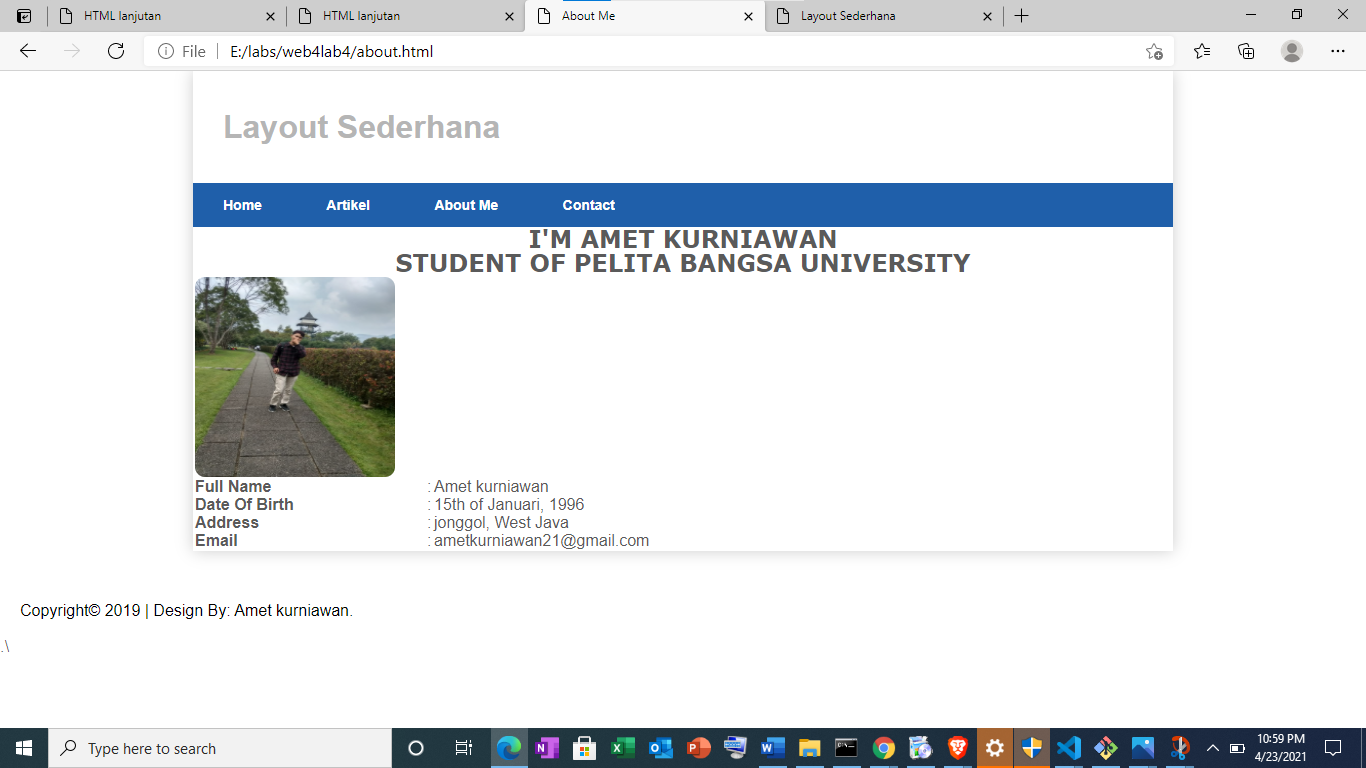 HTML lanjutan
HTML lanjutan
About Me
Layout Sederhana
File
E:/labs/web4lab4/about.html
Layout Sederhana
Home Artikel About Me Contact
I'M AMET KURNIAWAN
STUDENT OF PELITA BANGSA UNIVERSITY
Full Name : Amet kurniawan
Date Of Birth : 15th of Januari, 1996
Address : jonggol, West Java
Email : ametkurniawan21@gmail.com
Copyright© 2019 | Design By: Amet kurniawan.
.\
Type here to search
10:59 PM
4/23/2021